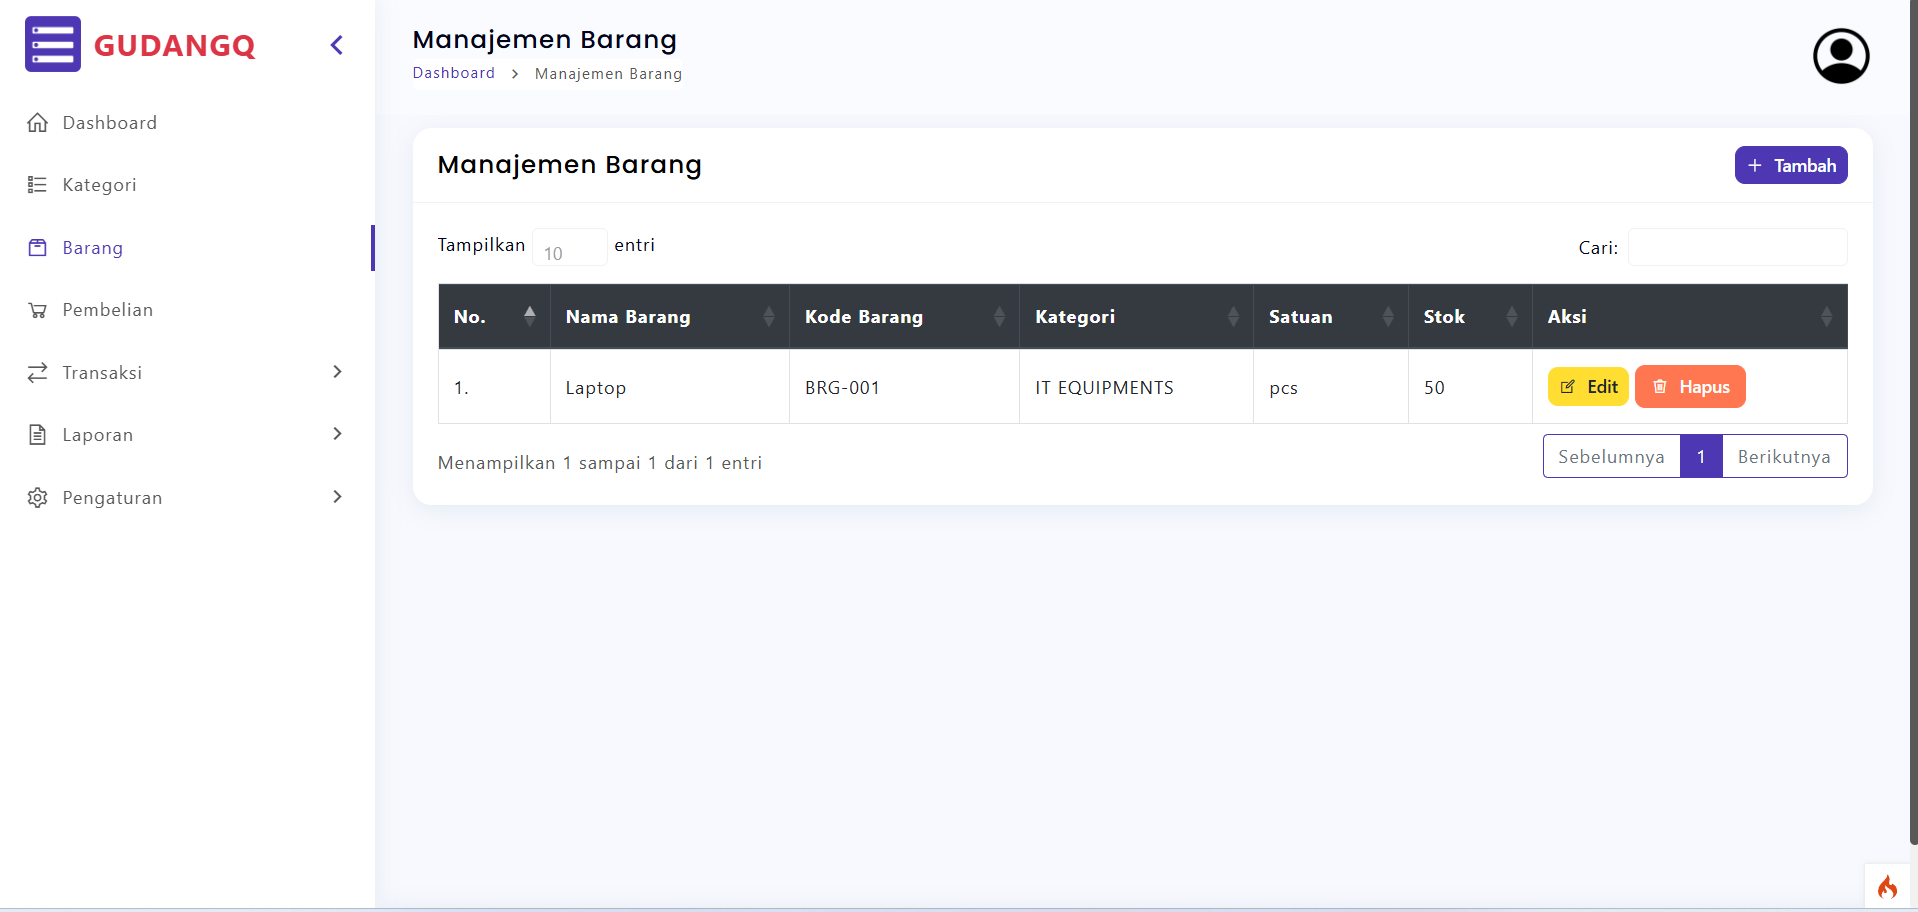 GUDANGQ
Dashboard
Kategori
Barang
Pembelian
Transaksi
Laporan
Pengaturan
Manajemen Barang
Dashboard > Manajemen Barang
Manajemen Barang
+ Tambah
Tampilkan 10 entri
Cari:
No. Nama Barang Kode Barang Kategori Satuan Stok Aksi
1. Laptop BRG-001 IT EQUIPMENTS pcs 50 Edit Hapus
Menampilkan 1 sampai 1 dari 1 entri
Sebelumnya 1 Berikutnya